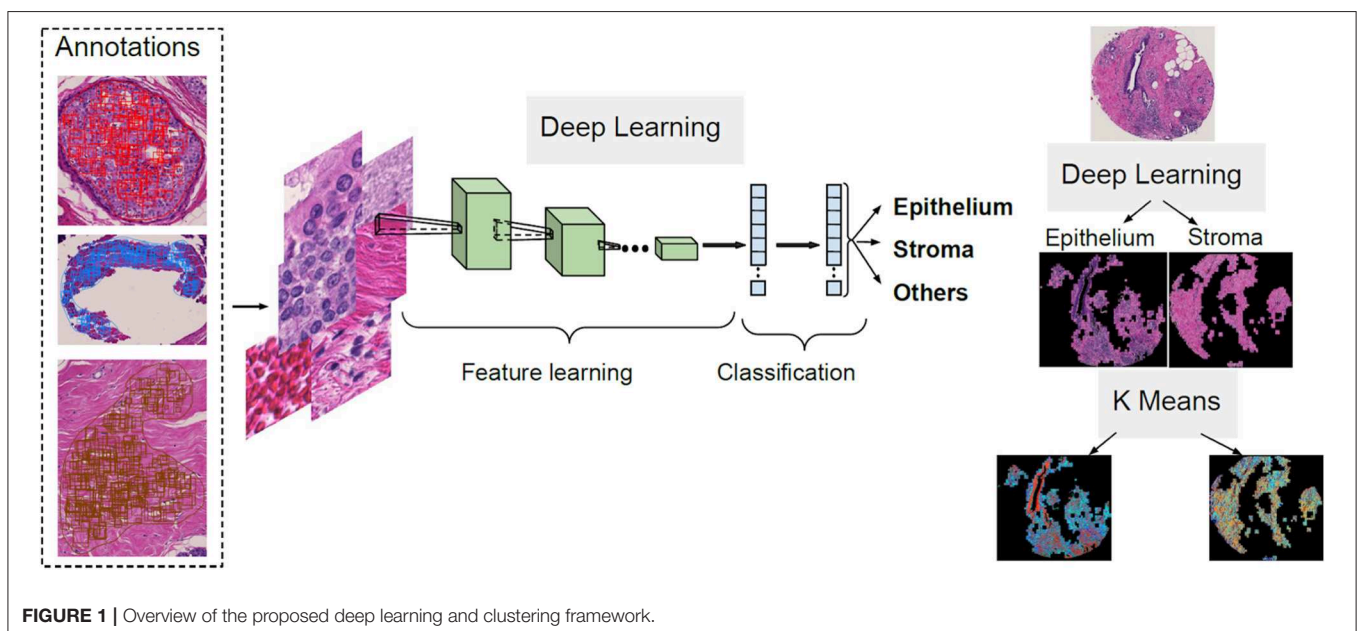 Annotations
Deep Learning
Epithelium
Stroma
Others
Feature learning
Classification
Deep Learning
Epithelium Stroma
K Means
FIGURE 1 | Overview of the proposed deep learning and clustering framework.